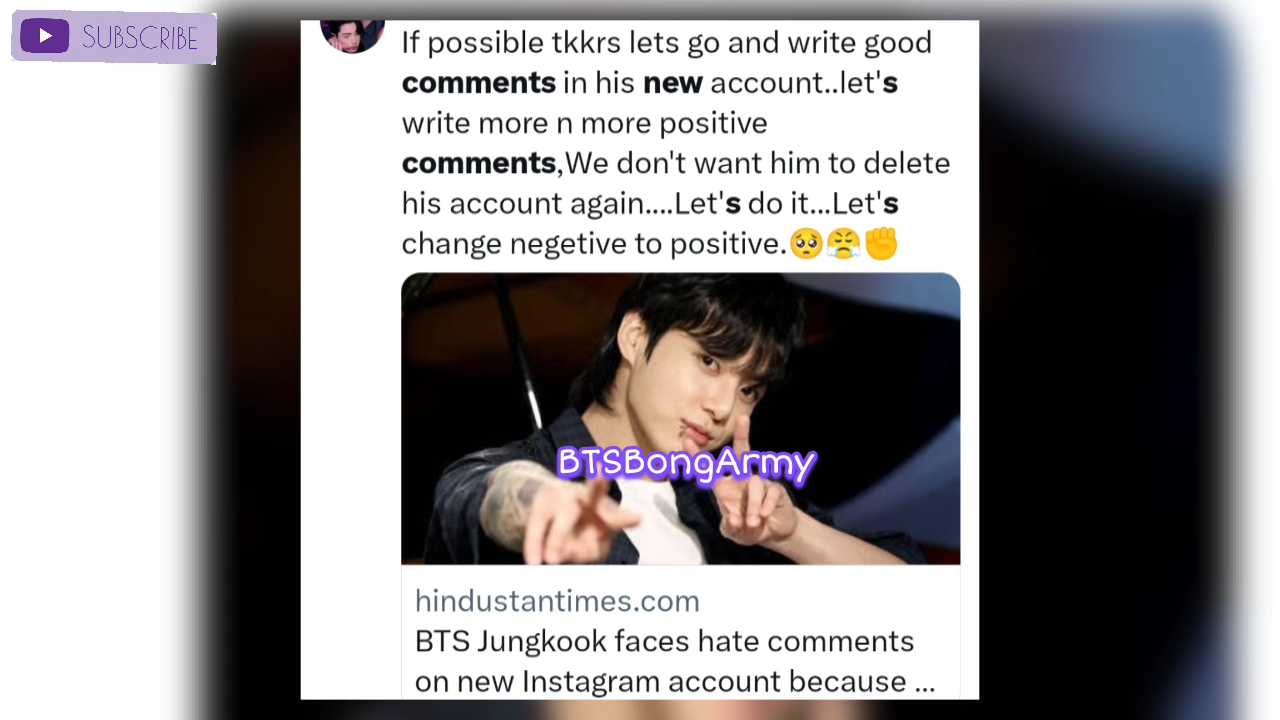 SUBSCRIBE
If possible tkkrs lets go and write good
comments in his new account..let's
write more n more positive
comments,We don't want him to delete
his account again....Let's do it...Let's
change negetive to positive.🥺😤✊
BTSBongArmy
hindustantimes.com
BTS Jungkook faces hate comments
on new Instagram account because ...